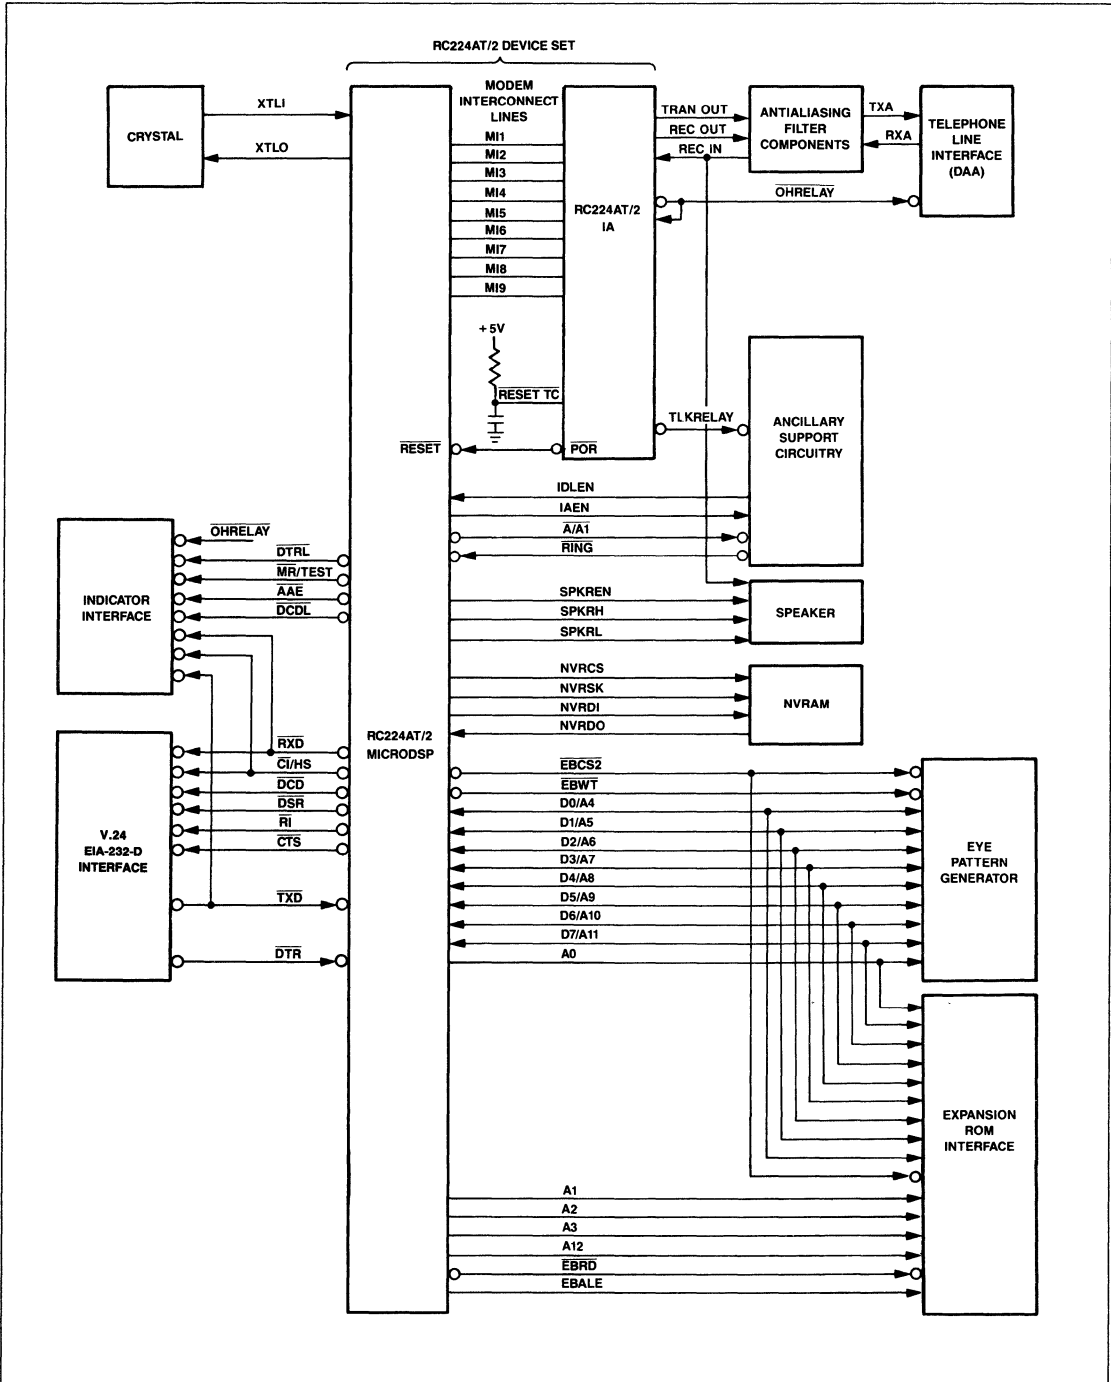 RC224AT/2 DEVICE SET
CRYSTAL
XTLI
XTLO
MODEM
INTERCONNECT
LINES
MI1
MI2
MI3
MI4
MI5
MI6
MI7
MI8
MI9
RC224AT/2
IA
TRAN OUT
REC OUT
REC IN
ANTIALIASING
FILTER
COMPONENTS
TXA
RXA
TELEPHONE
LINE
INTERFACE
(DAA)
OHRELAY
+5V
RESET TC
RESET
POR
TLKRELAY
ANCILLARY
SUPPORT
CIRCUITRY
IDLEN
IAEN
A/A1
RING
INDICATOR
INTERFACE
OHRELAY
DTRL
MR/TEST
AAE
DCDL
SPKREN
SPKRH
SPKRL
SPEAKER
NVRCS
NVRSK
NVRDI
NVRDO
NVRAM
RC224AT/2
MICRODSP
V.24
EIA-232-D
INTERFACE
RXD
CI/HS
DCD
DSR
RI
CTS
TXD
DTR
EBCS2
EBWT
D0/A4
D1/A5
D2/A6
D3/A7
D4/A8
D5/A9
D6/A10
D7/A11
A0
EYE
PATTERN
GENERATOR
EXPANSION
ROM
INTERFACE
A1
A2
A3
A12
EBRD
EBALE